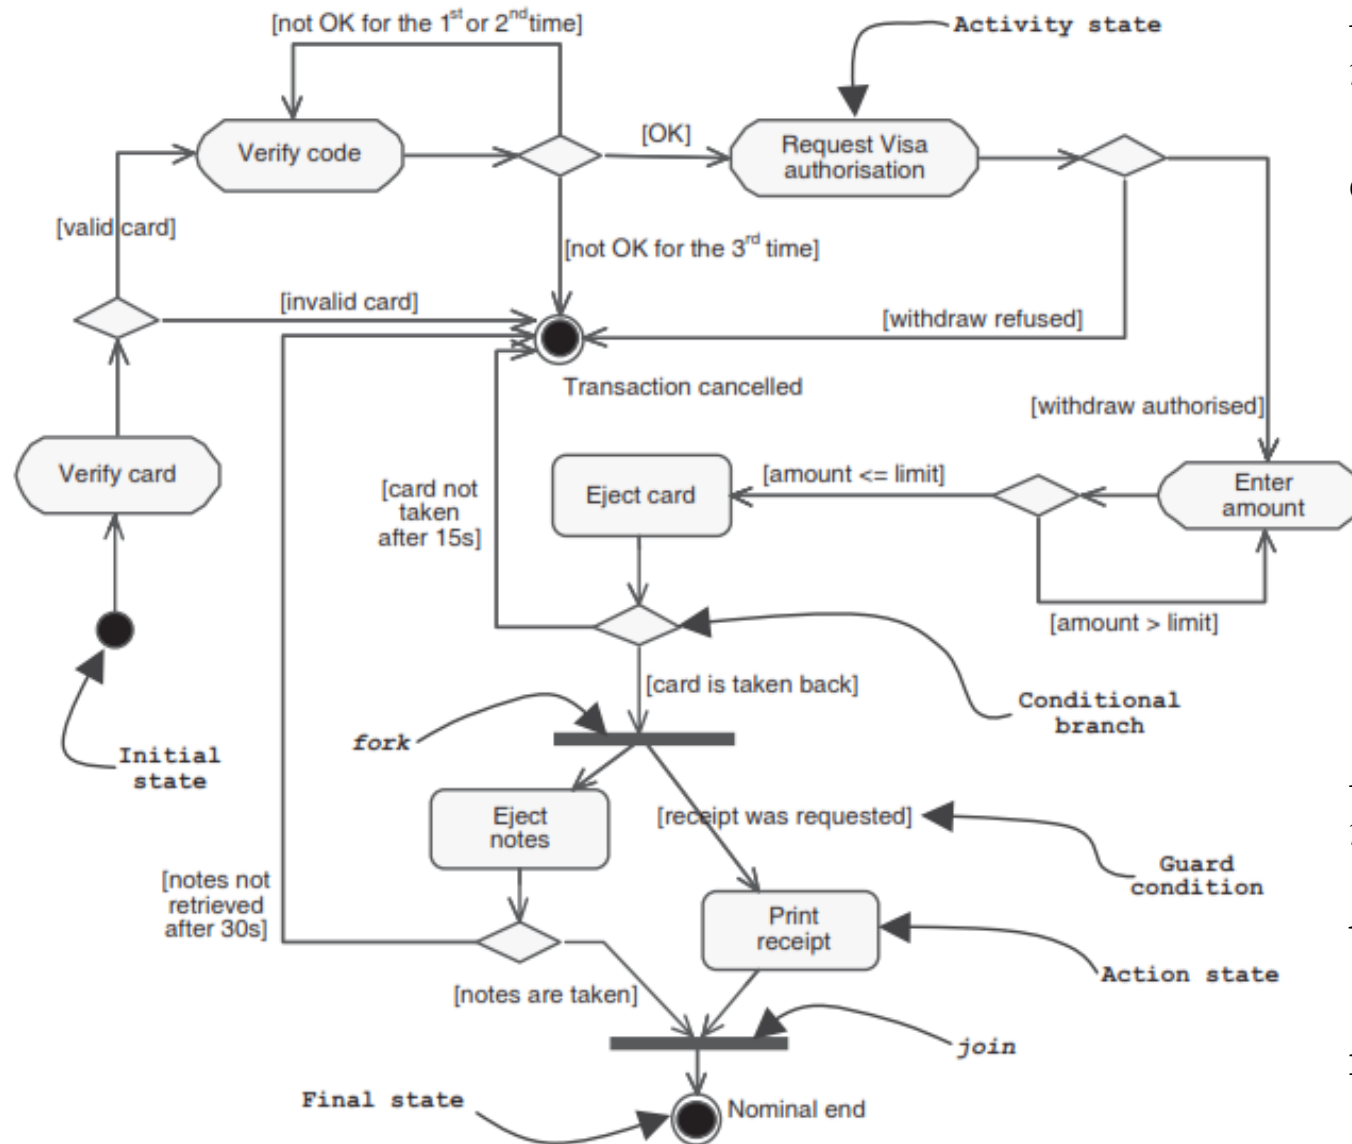 [not OK for the 1st or 2nd time]
Activity state
Verify code
[OK]
Request Visa
authorisation
[valid card]
[not OK for the 3rd time]
[invalid card]
[withdraw refused]
Transaction cancelled
[withdraw authorised]
Verify card
[card not
taken
after 15s]
Eject card
[amount <= limit]
Enter
amount
[amount > limit]
[card is taken back]
Conditional
branch
fork
Initial
state
Eject
notes
[receipt was requested]
Guard
condition
[notes not
retrieved
after 30s]
Print
receipt
Action state
[notes are taken]
join
Final state
Nominal end